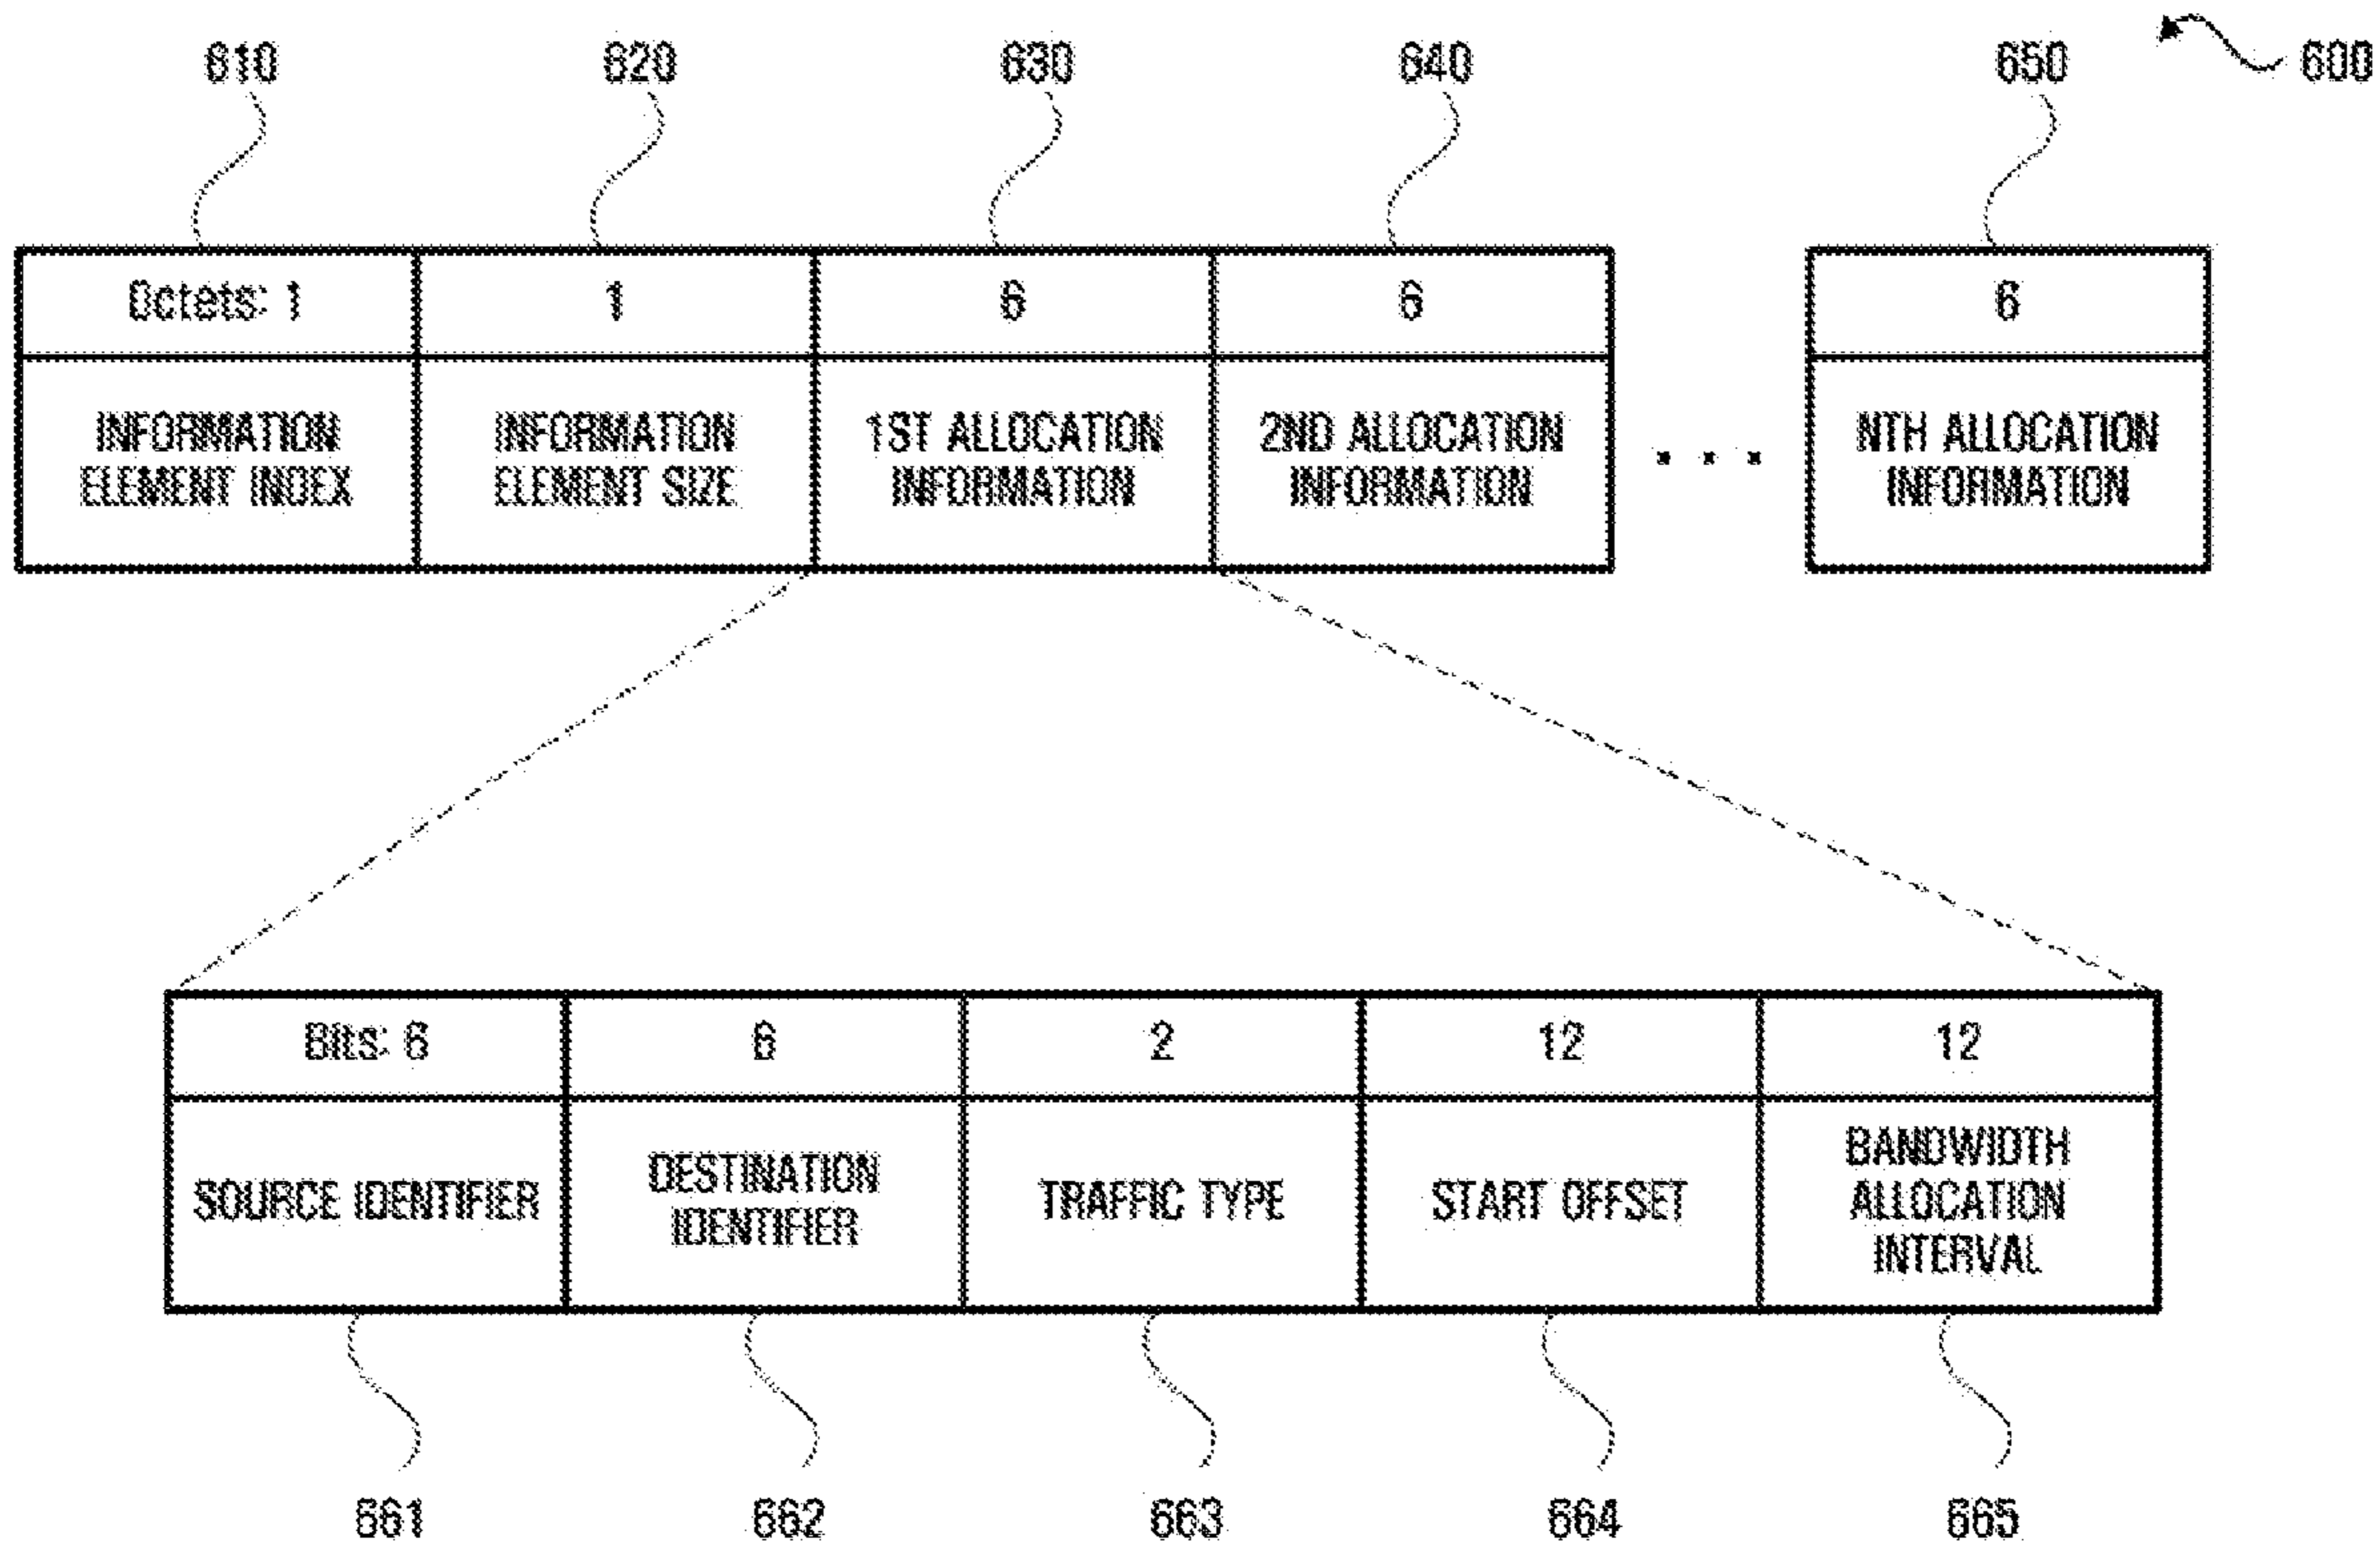 610 620 630 640 650 600
Octets: 1 1 6 6 6
INFORMATION ELEMENT INDEX
INFORMATION ELEMENT SIZE
1ST ALLOCATION INFORMATION
2ND ALLOCATION INFORMATION
. . .
NTH ALLOCATION INFORMATION
Bits: 6 6 2 12 12
SOURCE IDENTIFIER
DESTINATION
IDENTIFIER
TRAFFIC TYPE
START OFFSET
BANDWIDTH
ALLOCATION
INTERVAL
661 662 663 664 665